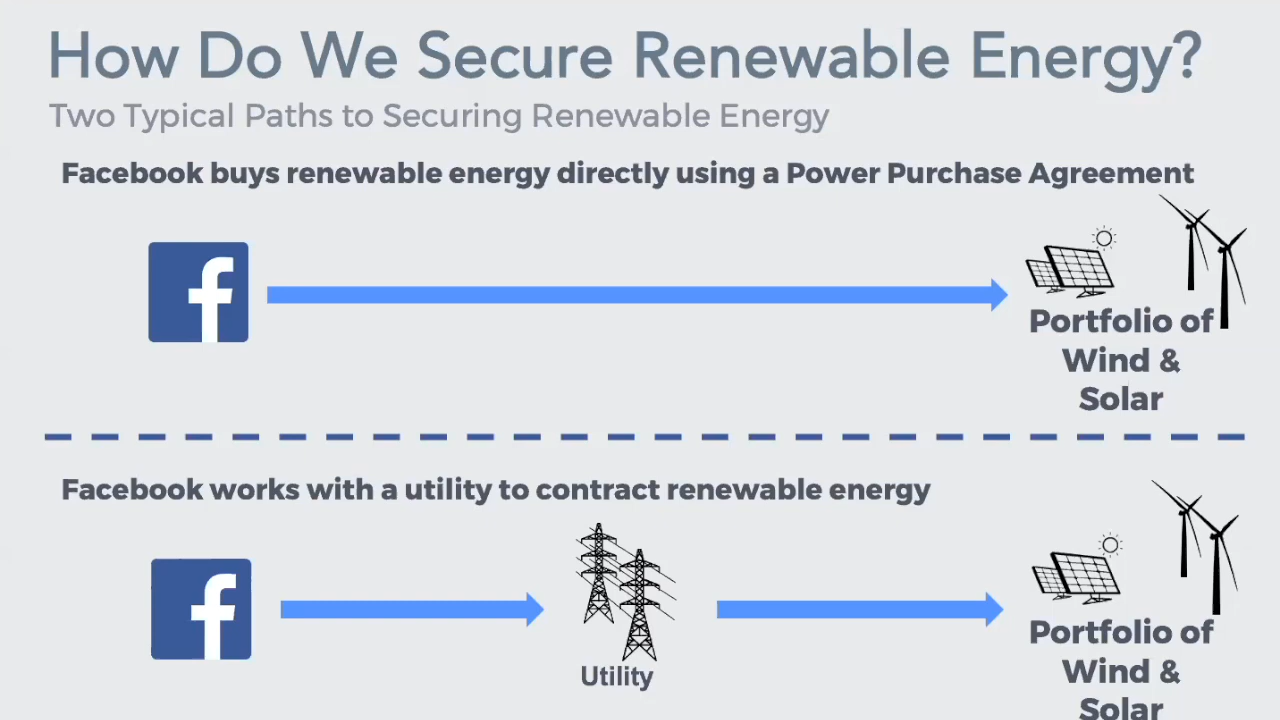 How Do We Secure Renewable Energy?
Two Typical Paths to Securing Renewable Energy
Facebook buys renewable energy directly using a Power Purchase Agreement
f
Portfolio of
Wind &
Solar
Facebook works with a utility to contract renewable energy
f
Utility
Portfolio of
Wind &
Solar